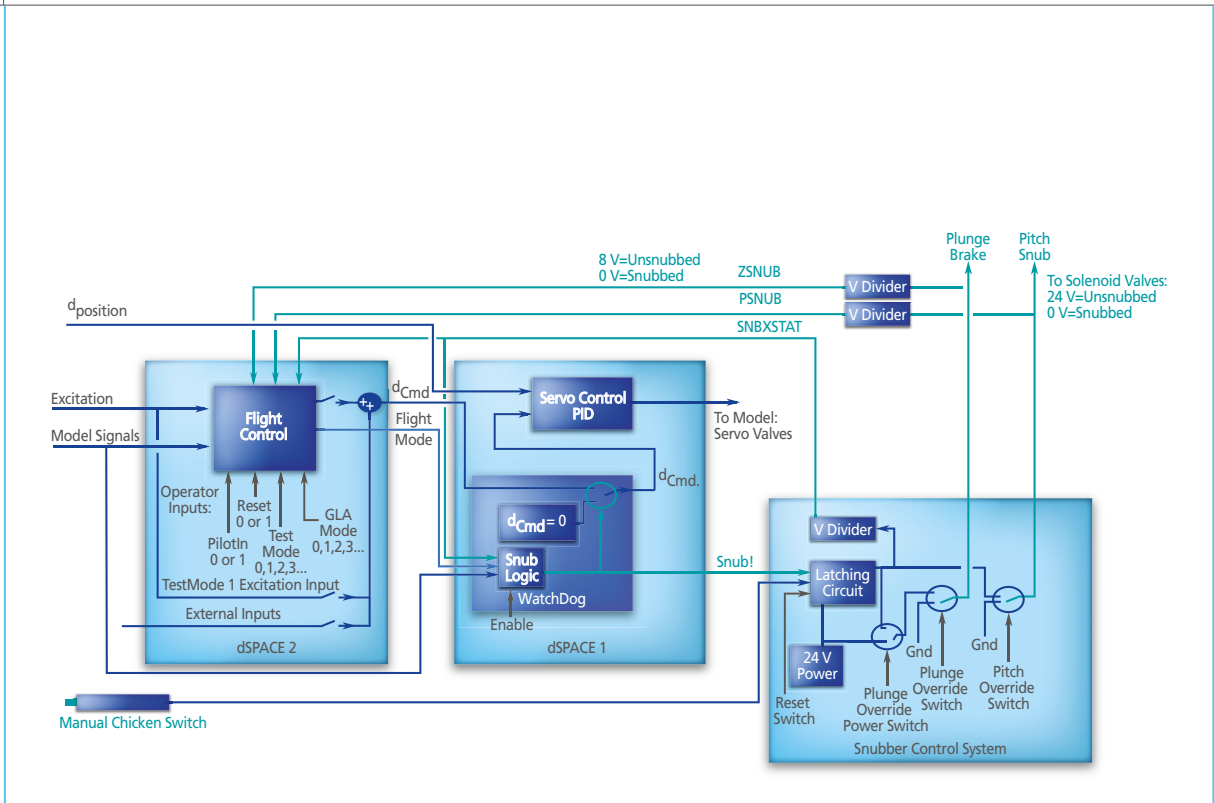 Plunge
Brake
Pitch
Snub
8 V=Unsnubbed
0 V=Snubbed
ZSNUB
V Divider
To Solenoid Valves:
24 V=Unsnubbed
0 V=Snubbed
PSNUB
V Divider
dposition
SNBXSTAT
Excitation
Flight
Control
++
dCmd
Servo Control
PID
Flight
Mode
To Model:
Servo Valves
Model Signals
Operator
Inputs:
Reset
0 or 1
GLA
Mode
0,1,2,3...
PilotIn
0 or 1
Test
Mode
0,1,2,3...
dCmd.
dCmd = 0
V Divider
Snub
Logic
Snub!
Latching
Circuit
TestMode 1 Excitation Input
WatchDog
External Inputs
Enable
dSPACE 2
dSPACE 1
24 V
Power
Gnd
Gnd
Plunge
Override
Switch
Pitch
Override
Switch
Reset
Switch
Plunge
Override
Power Switch
Manual Chicken Switch
Snubber Control System